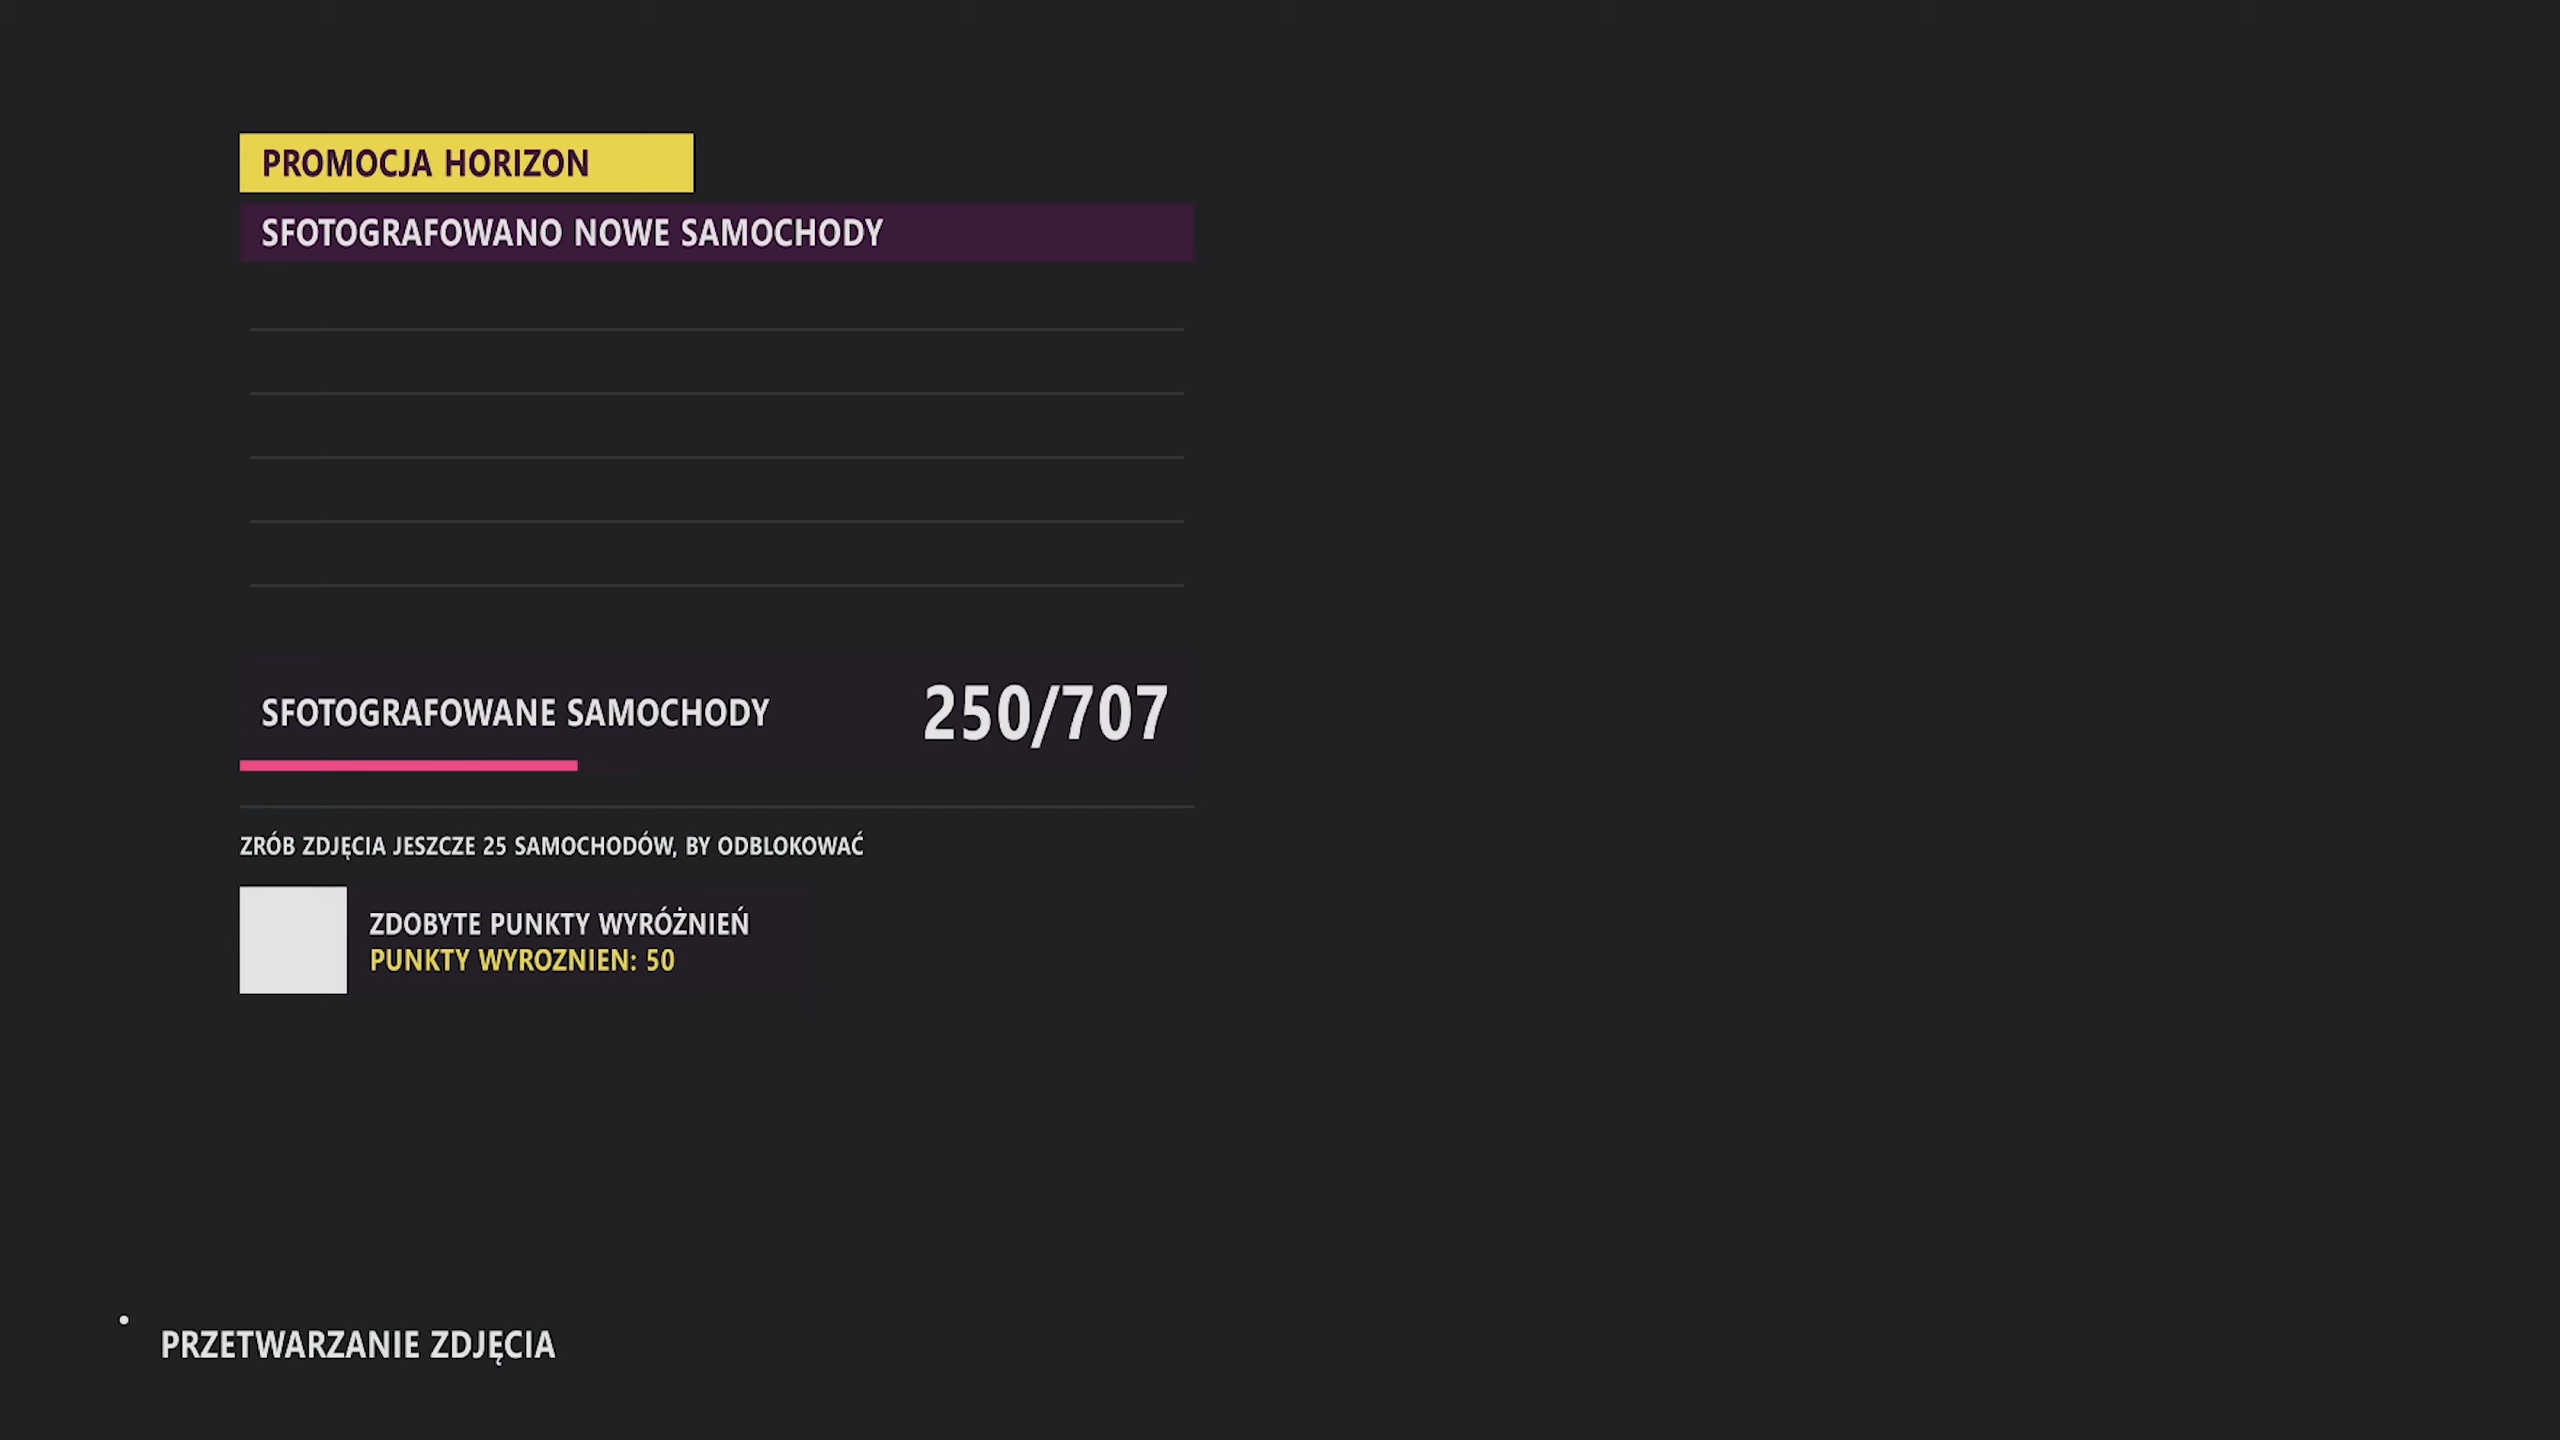 PROMOCJA HORIZON
SFOTOGRAFOWANO NOWE SAMOCHODY
SFOTOGRAFOWANE SAMOCHODY 250/707
ZRÓB ZDJĘCIA JESZCZE 25 SAMOCHODÓW, BY ODBLOKOWAĆ
ZDOBYTE PUNKTY WYRÓŻNIEŃ
PUNKTY WYROZNIEN: 50
PRZETWARZANIE ZDJĘCIA